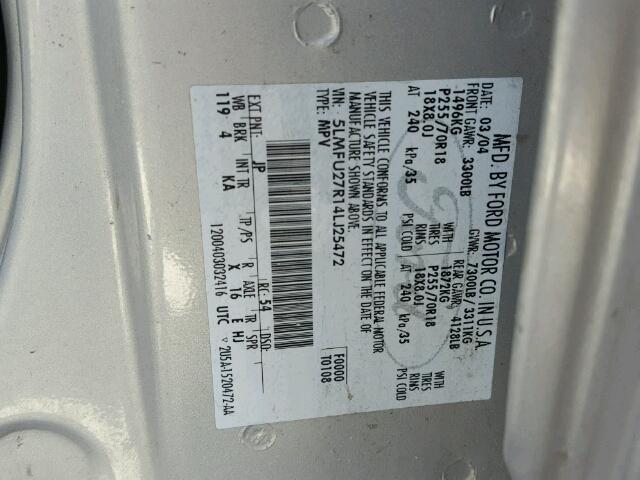 MFD. BY FORD MOTOR CO. IN U.S.A.
03/04 GVWR: 7300LB / 3311KG
FRONT GAWR: 3300LB REAR GAWR: 4128LB
1496KG WITH 1872KG WITH
P255/70R18 TIRES P255/70R18 TIRES
18X8.0J RIMS 18X8.0J RIMS
AT 240 kPa/35 PSI COLD AT 240 kPa/35 PSI COLD
THIS VEHICLE CONFORMS TO ALL APPLICABLE FEDERAL MOTOR
VEHICLE SAFETY STANDARDS IN EFFECT ON THE DATE OF
MANUFACTURE SHOWN ABOVE.
VIN: 5LMFU27R14LJ25472
TYPE: MPV
F0000
T0108
EXT PNT: JP RC: 54 DSO:
WB BRK INT TR TP/PS R AXLE TR SPR
119 4 KA X 16 E HJ
1200403032416 UTC 2U5A-1520472-AA